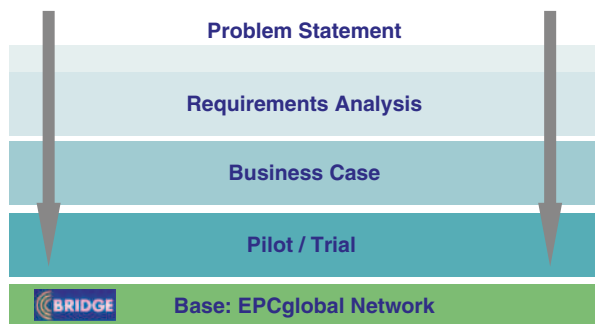 Problem Statement
Requirements Analysis
Business Case
Pilot / Trial
BRIDGE
Base: EPCglobal Network